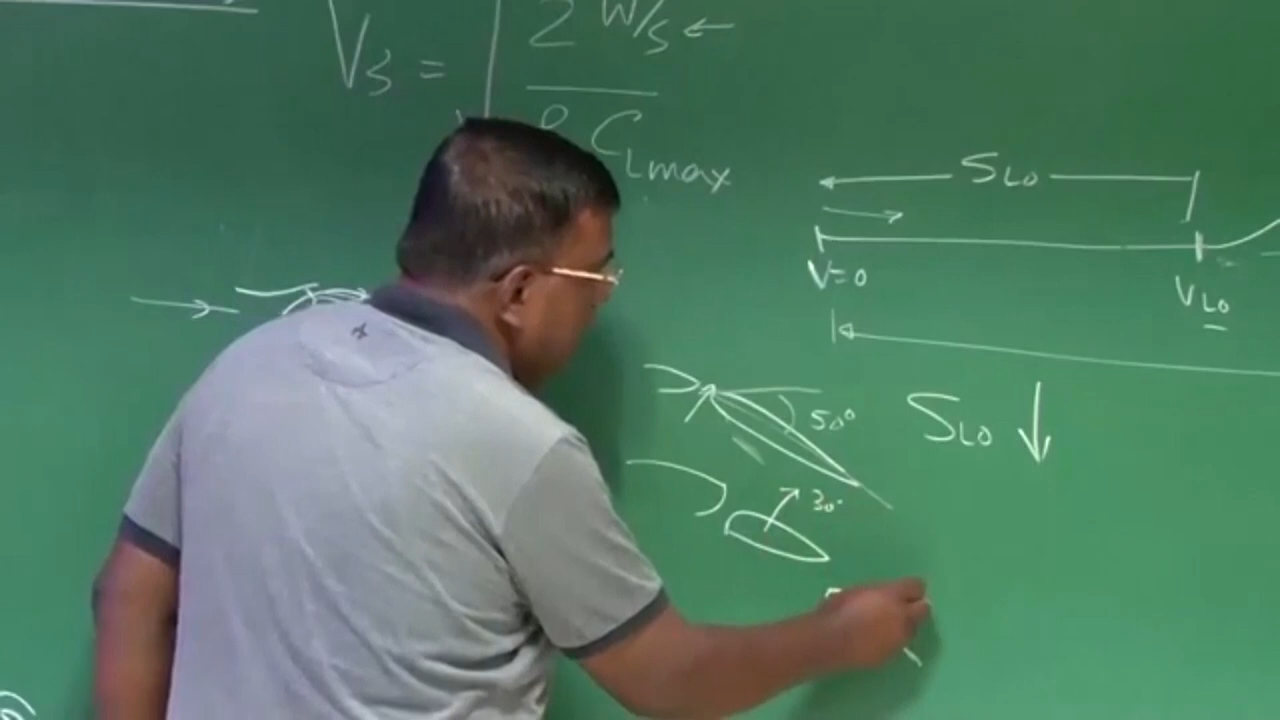 V_S = √(2 W/S / ρ C_Lmax) ←
S_LO
V=0
V_LO
50°
S_LO ↓
30°